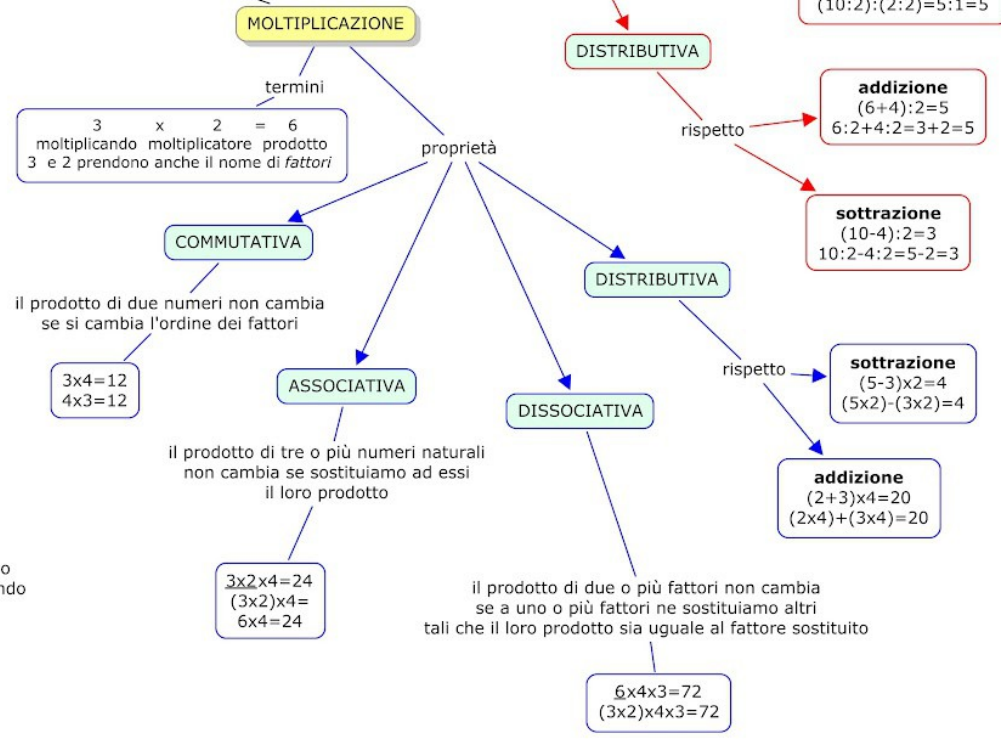 MOLTIPLICAZIONE
termini
3 x 2 = 6
moltiplicando moltiplicatore prodotto
3 e 2 prendono anche il nome di fattori
proprietà
COMMUTATIVA
il prodotto di due numeri non cambia
se si cambia l'ordine dei fattori
3x4=12
4x3=12
ASSOCIATIVA
il prodotto di tre o più numeri naturali
non cambia se sostituiamo ad essi
il loro prodotto
3x2x4=24
(3x2)x4=
6x4=24
DISSOCIATIVA
il prodotto di due o più fattori non cambia
se a uno o più fattori ne sostituiamo altri
tali che il loro prodotto sia uguale al fattore sostituito
6x4x3=72
(3x2)x4x3=72
DISTRIBUTIVA
rispetto
sottrazione
(5-3)x2=4
(5x2)-(3x2)=4
addizione
(2+3)x4=20
(2x4)+(3x4)=20
(10:2):(2:2)=5:1=5
DISTRIBUTIVA
rispetto
addizione
(6+4):2=5
6:2+4:2=3+2=5
sottrazione
(10-4):2=3
10:2-4:2=5-2=3
o
ndo